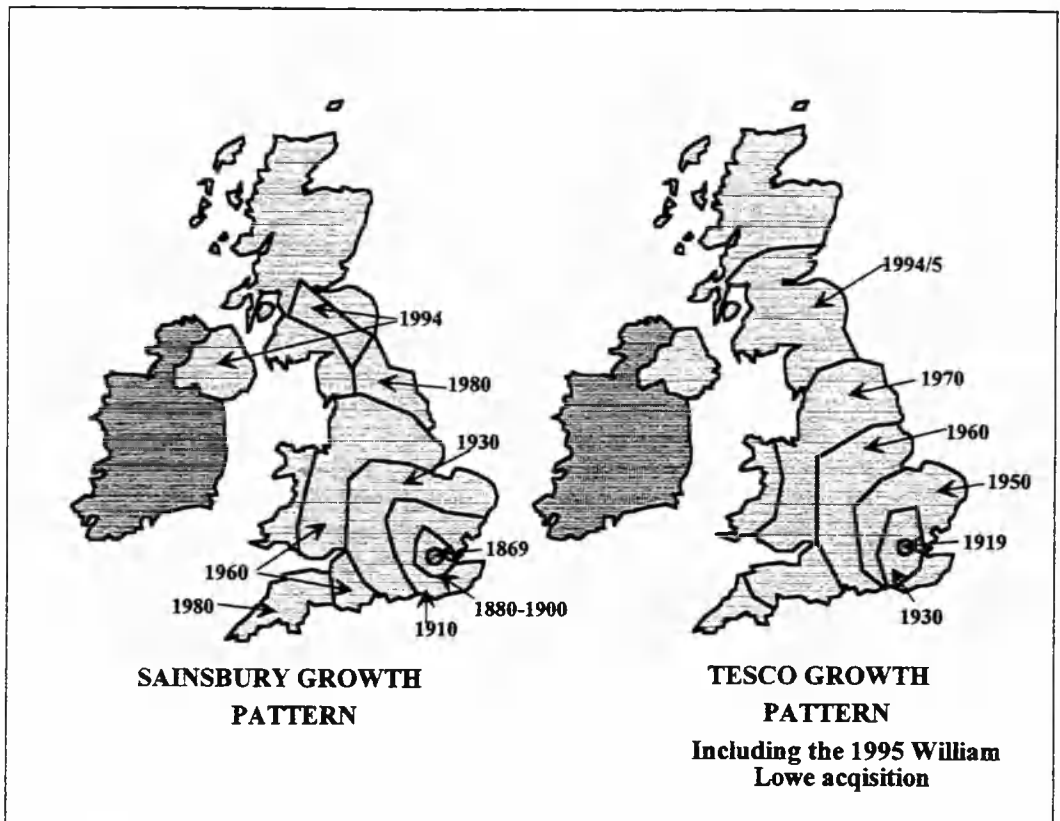 1994
1980
1930
1869
1960
1980
1880-1900
1910
SAINSBURY GROWTH
PATTERN
1994/5
1970
1960
1950
1919
1930
TESCO GROWTH
PATTERN
Including the 1995 William
Lowe acqisition